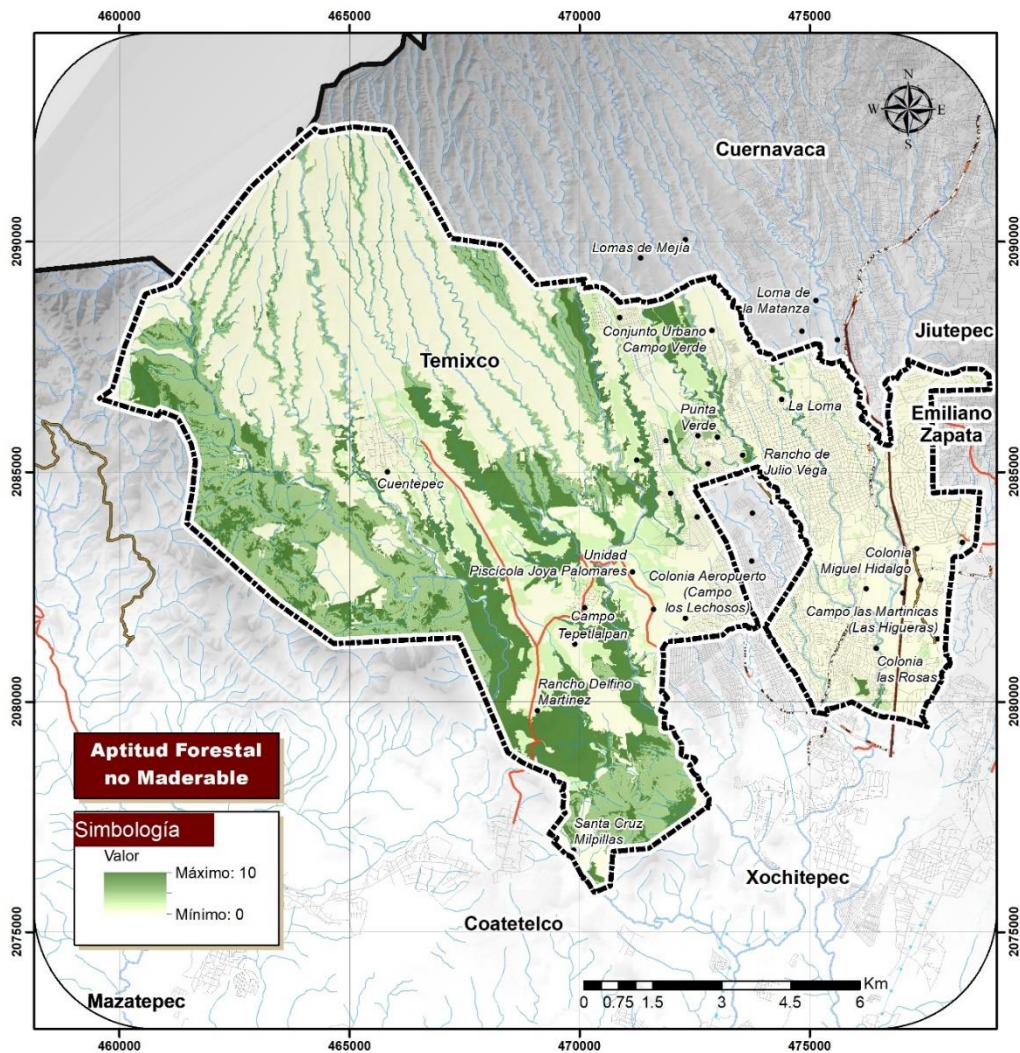 460000
465000
470000
475000
N
W
E
S
Cuernavaca
2090000
2090000
Lomas de Mejía
Loma de
la Matanza
Jiutepec
Conjunto Urbano
Campo Verde
Temixco
Emiliano
Zapata
La Loma
Punta
Verde
Rancho de
Julio Vega
2085000
2085000
Cuentepec
Unidad
Piscícola Joya Palomares
Colonia
Miguel Hidalgo
Colonia Aeropuerto
(Campo
los Lechosos)
Campo
Tepetlalpan
Campo las Martinicas
(Las Higueras)
Colonia
las Rosas
Rancho Delfino
Martínez
2080000
2080000
Aptitud Forestal
no Maderable
Simbología
Valor
Máximo: 10
Mínimo: 0
Santa Cruz
Milpillas
Xochitepec
Coatetelco
2075000
2075000
Mazatepec
Km
0 0.75 1.5 3 4.5 6
460000
465000
470000
475000